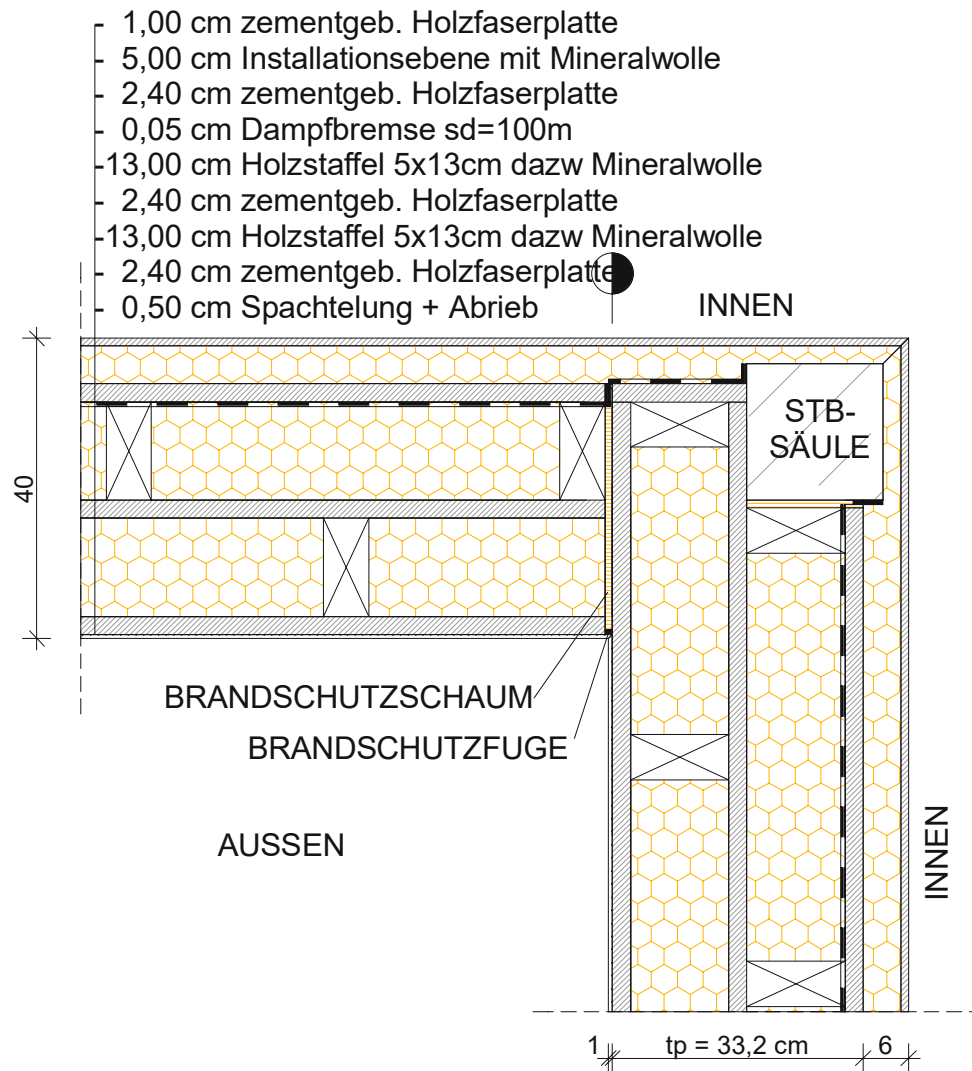 1,00 cm zementgeb. Holzfaserplatte
5,00 cm Installationsebene mit Mineralwolle
2,40 cm zementgeb. Holzfaserplatte
0,05 cm Dampfbremse sd=100m
13,00 cm Holzstaffel 5x13cm dazw Mineralwolle
2,40 cm zementgeb. Holzfaserplatte
13,00 cm Holzstaffel 5x13cm dazw Mineralwolle
2,40 cm zementgeb. Holzfaserplatte
0,50 cm Spachtelung + Abrieb
INNEN
STB-
SÄULE
40
BRANDSCHUTZSCHAUM
BRANDSCHUTZFUGE
AUSSEN
INNEN
1 tp = 33,2 cm 6